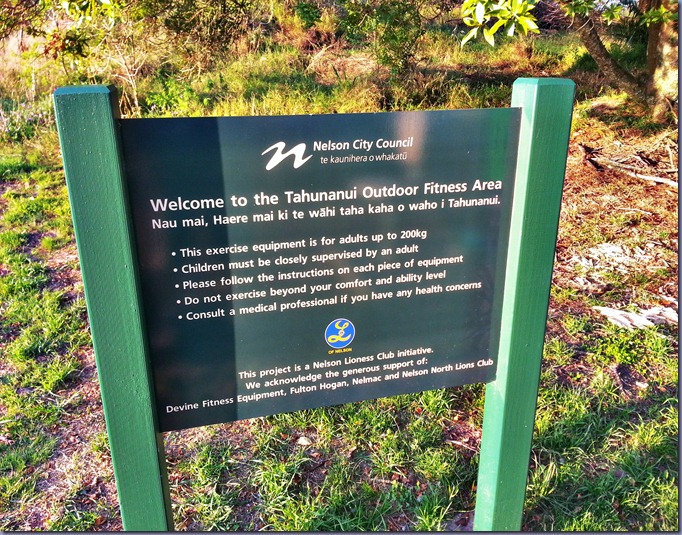 Nelson City Council
te kaunihera o whakatū
Welcome to the Tahunanui Outdoor Fitness Area
Nau mai, Haere mai ki te wāhi taha kaha o waho i Tahunanui.
• This exercise equipment is for adults up to 200kg
• Children must be closely supervised by an adult
• Please follow the instructions on each piece of equipment
• Do not exercise beyond your comfort and ability level
• Consult a medical professional if you have any health concerns
L
OF NELSON
This project is a Nelson Lioness Club initiative.
We acknowledge the generous support of:
Devine Fitness Equipment, Fulton Hogan, Nelmac and Nelson North Lions Club